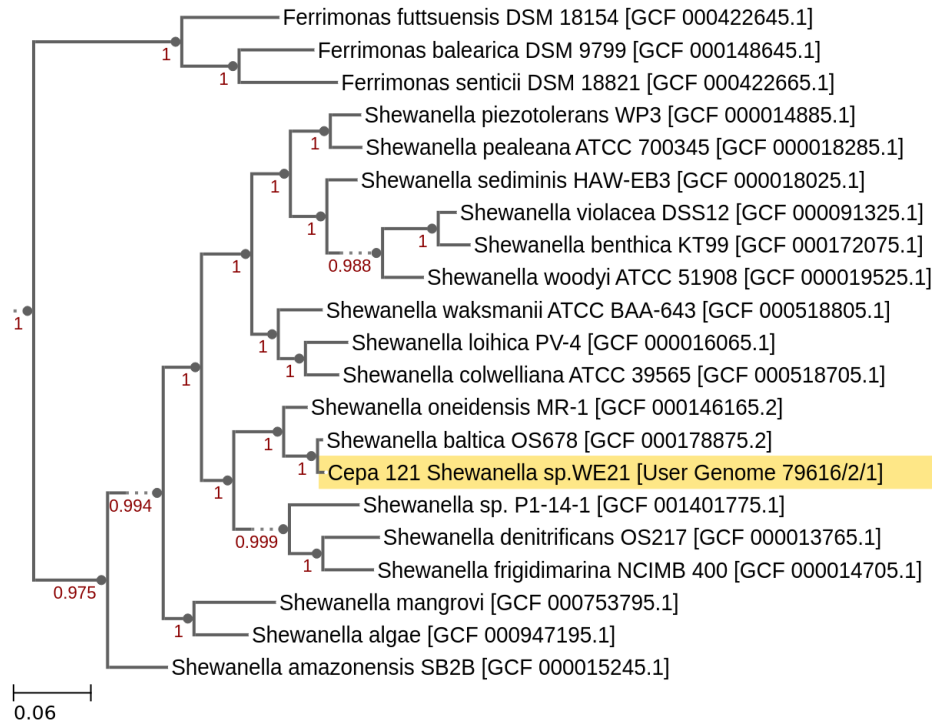 Ferrimonas futtsuensis DSM 18154 [GCF 000422645.1]
1
Ferrimonas balearica DSM 9799 [GCF 000148645.1]
1
Ferrimonas senticii DSM 18821 [GCF 000422665.1]
Shewanella piezotolerans WP3 [GCF 000014885.1]
1
Shewanella pealeana ATCC 700345 [GCF 000018285.1]
1
Shewanella sediminis HAW-EB3 [GCF 000018025.1]
1
Shewanella violacea DSS12 [GCF 000091325.1]
1
Shewanella benthica KT99 [GCF 000172075.1]
1
0.988
Shewanella woodyi ATCC 51908 [GCF 000019525.1]
Shewanella waksmanii ATCC BAA-643 [GCF 000518805.1]
1
1
Shewanella loihica PV-4 [GCF 000016065.1]
1
Shewanella colwelliana ATCC 39565 [GCF 000518705.1]
1
Shewanella oneidensis MR-1 [GCF 000146165.2]
1
Shewanella baltica OS678 [GCF 000178875.2]
1
Cepa 121 Shewanella sp.WE21 [User Genome 79616/2/1]
1
0.994
Shewanella sp. P1-14-1 [GCF 001401775.1]
0.999
Shewanella denitrificans OS217 [GCF 000013765.1]
1
Shewanella frigidimarina NCIMB 400 [GCF 000014705.1]
0.975
Shewanella mangrovi [GCF 000753795.1]
1
Shewanella algae [GCF 000947195.1]
Shewanella amazonensis SB2B [GCF 000015245.1]
0.06